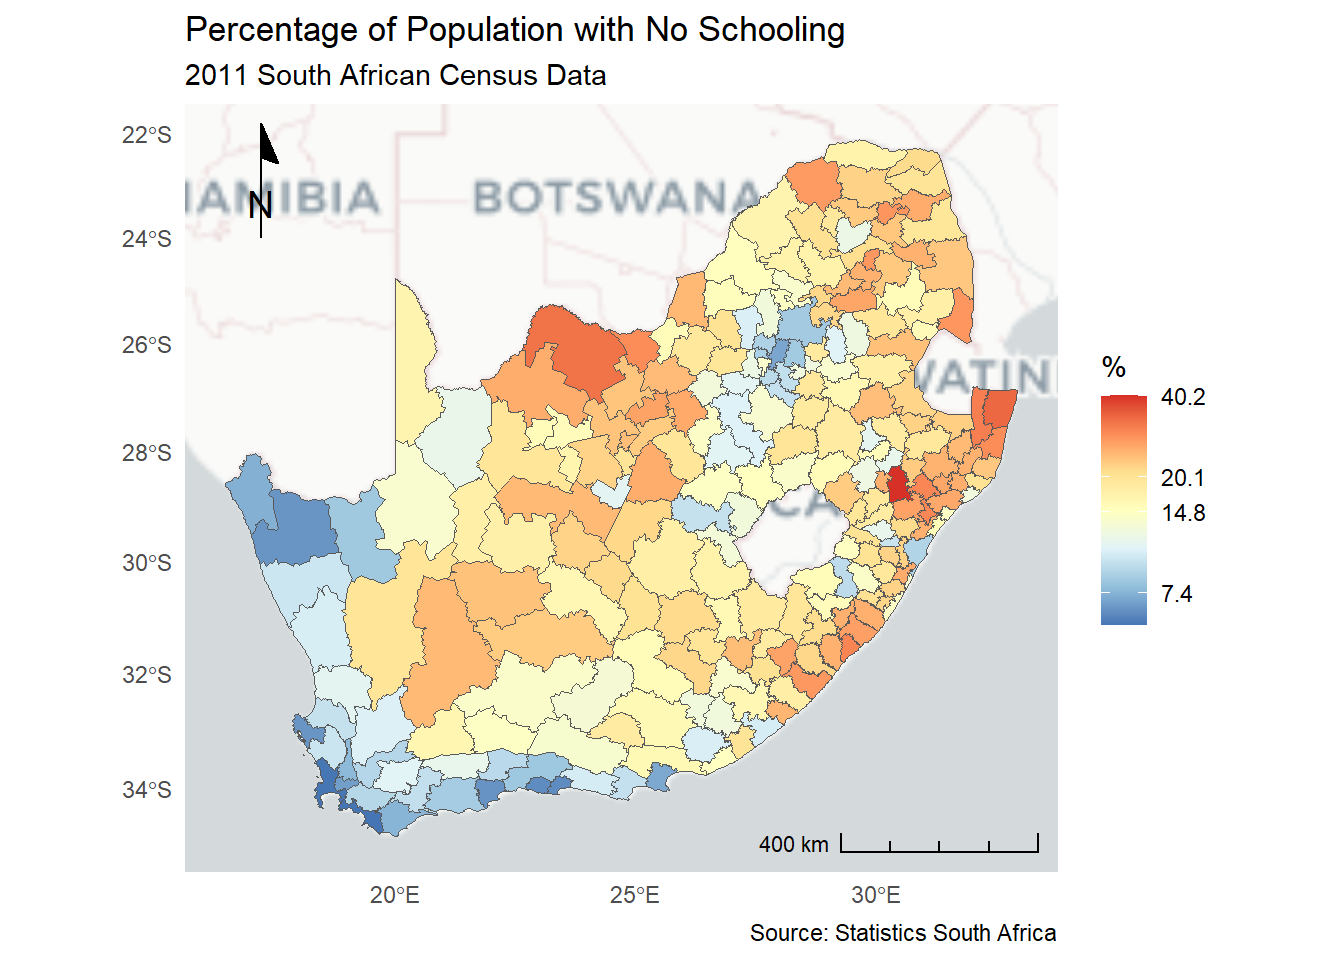 Percentage of Population with No Schooling
2011 South African Census Data
22°S
24°S
26°S
28°S
30°S
32°S
34°S
N
NAMIBIA
BOTSWANA
WATINI
CA
400 km
20°E
25°E
30°E
%
40.2
20.1
14.8
7.4
Source: Statistics South Africa